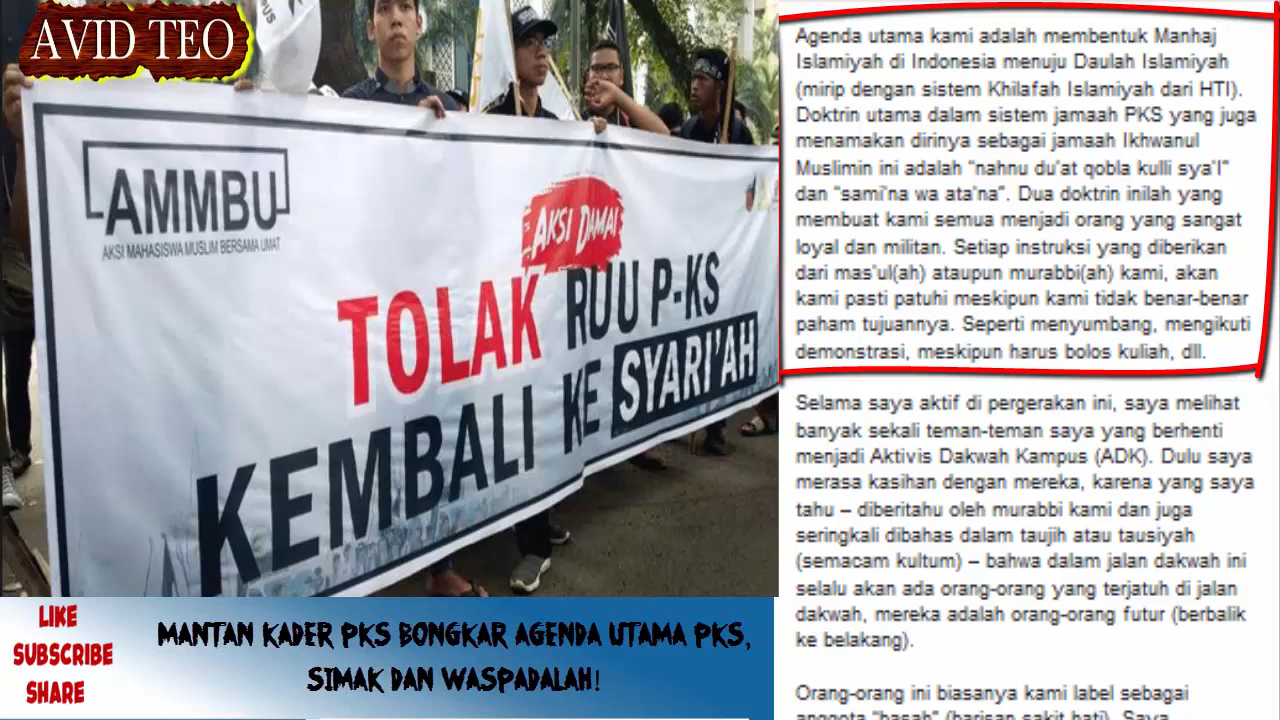 AVID TEO
AMMBU
AKSI MAHASISWA MUSLIM BERSAMA UMAT
AKSI DAMAI
TOLAK RUU P-KS
KEMBALI KE SYARI'AH
LIKE
SUBSCRIBE
SHARE
MANTAN KADER PKS BONGKAR AGENDA UTAMA PKS,
SIMAK DAN WASPADALAH!
Agenda utama kami adalah membentuk Manhaj
Islamiyah di Indonesia menuju Daulah Islamiyah
(mirip dengan sistem Khilafah Islamiyah dari HTI).
Doktrin utama dalam sistem jamaah PKS yang juga
menamakan dirinya sebagai jamaah Ikhwanul
Muslimin ini adalah “nahnu du'at qobla kulli sya'I”
dan “sami'na wa ata'na”. Dua doktrin inilah yang
membuat kami semua menjadi orang yang sangat
loyal dan militan. Setiap instruksi yang diberikan
dari mas'ul(ah) ataupun murabbi(ah) kami, akan
kami pasti patuhi meskipun kami tidak benar-benar
paham tujuannya. Seperti menyumbang, mengikuti
demonstrasi, meskipun harus bolos kuliah, dll.
Selama saya aktif di pergerakan ini, saya melihat
banyak sekali teman-teman saya yang berhenti
menjadi Aktivis Dakwah Kampus (ADK). Dulu saya
merasa kasihan dengan mereka, karena yang saya
tahu – diberitahu oleh murabbi kami dan juga
seringkali dibahas dalam taujih atau tausiyah
(semacam kultum) – bahwa dalam jalan dakwah ini
selalu akan ada orang-orang yang terjatuh di jalan
dakwah, mereka adalah orang-orang futur (berbalik
ke belakang).
Orang-orang ini biasanya kami label sebagai
anggota “basah” (barisan sakit hati). Saya